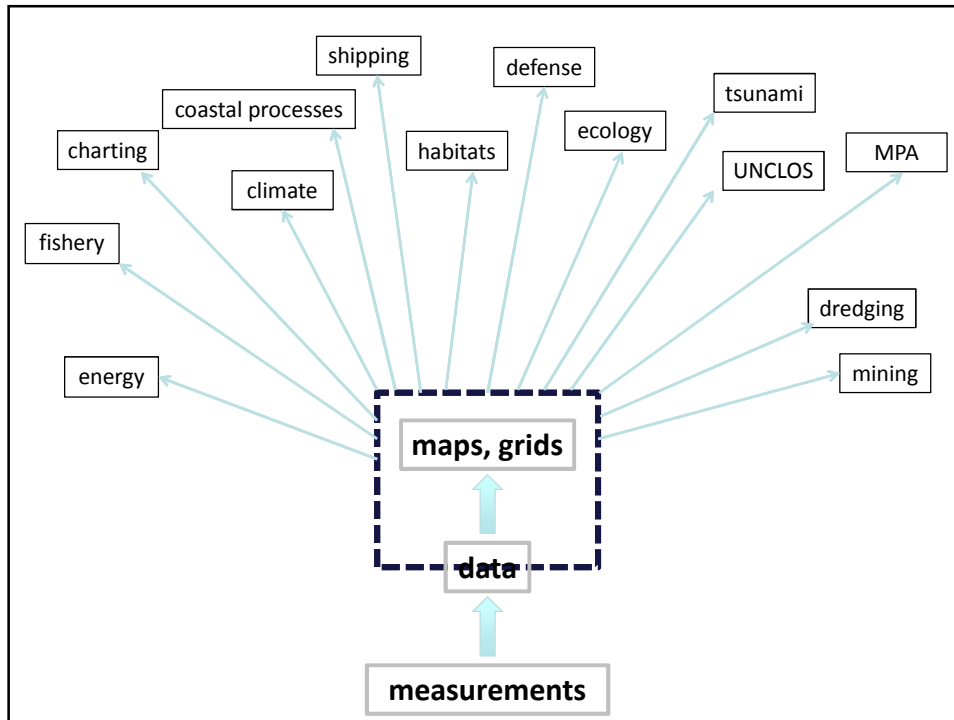 shipping
defense
tsunami
coastal processes
ecology
charting
habitats
MPA
UNCLOS
climate
fishery
dredging
energy
mining
maps, grids
data
measurements